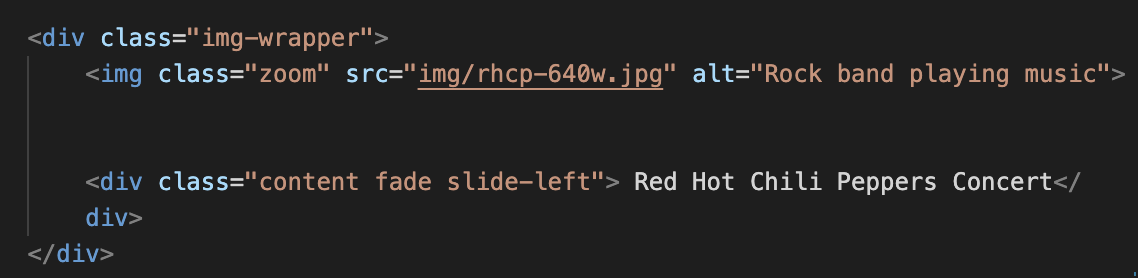 <div class="img-wrapper">
<img class="zoom" src="img/rhcp-640w.jpg" alt="Rock band playing music">
<div class="content fade slide-left"> Red Hot Chili Peppers Concert</
div>
</div>